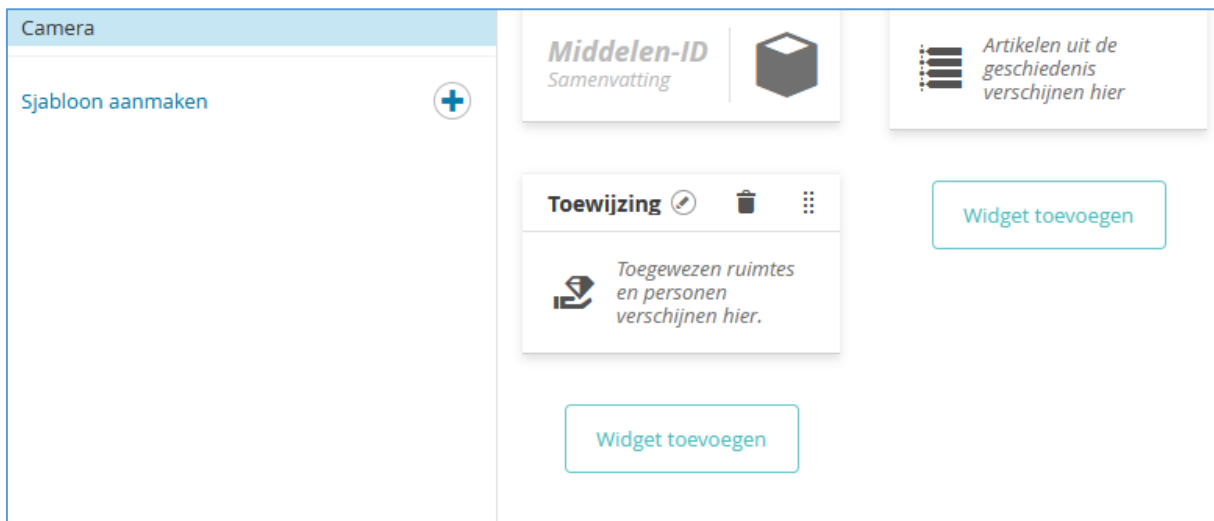 Camera
Sjabloon aanmaken
Middelen-ID
Samenvatting
Toewijzing
Toegewezen ruimtes
en personen
verschijnen hier.
Widget toevoegen
Artikelen uit de
geschiedenis
verschijnen hier
Widget toevoegen